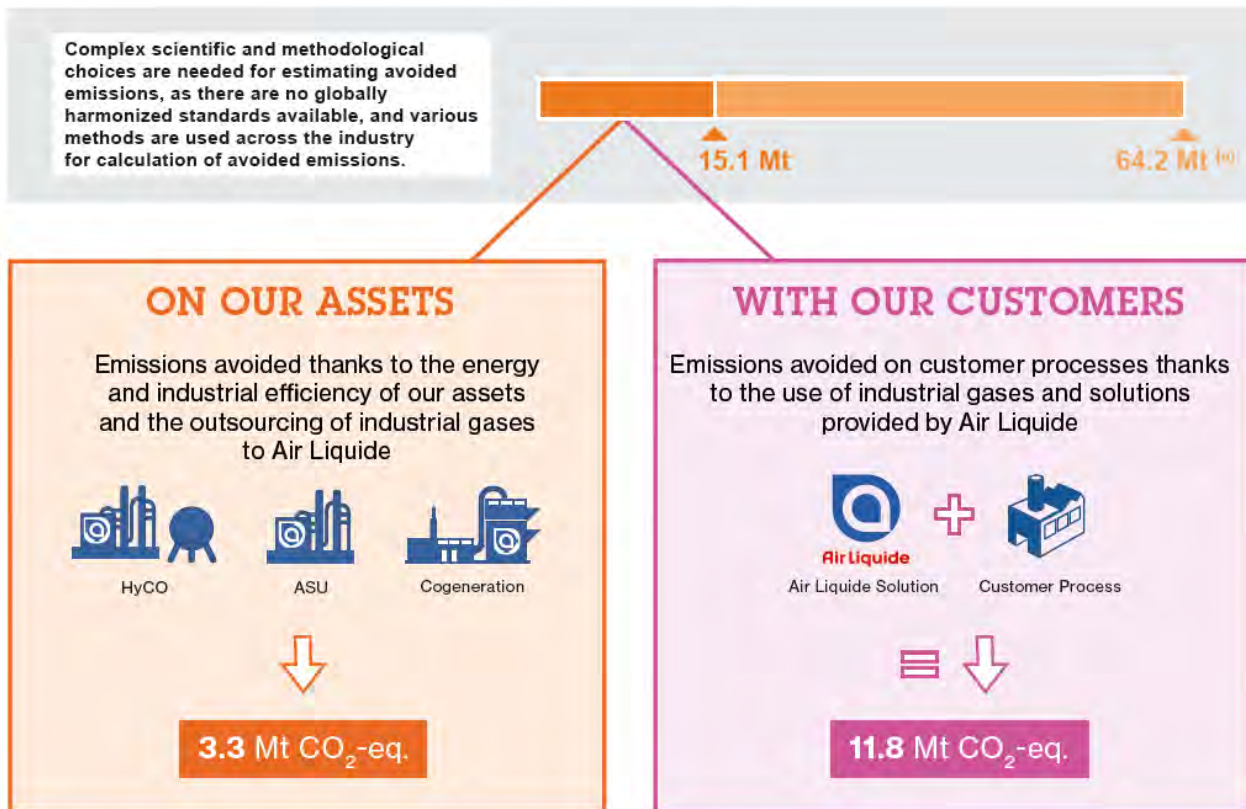 Complex scientific and methodological
choices are needed for estimating avoided
emissions, as there are no globally
harmonized standards available, and various
methods are used across the industry
for calculation of avoided emissions.
15.1 Mt
64.2 Mt
ON OUR ASSETS
Emissions avoided thanks to the energy
and industrial efficiency of our assets
and the outsourcing of industrial gases
to Air Liquide
HyCO
ASU
Cogeneration
3.3 Mt CO₂-eq.
WITH OUR CUSTOMERS
Emissions avoided on customer processes thanks
to the use of industrial gases and solutions
provided by Air Liquide
Air Liquide
Air Liquide Solution
Customer Process
11.8 Mt CO₂-eq.